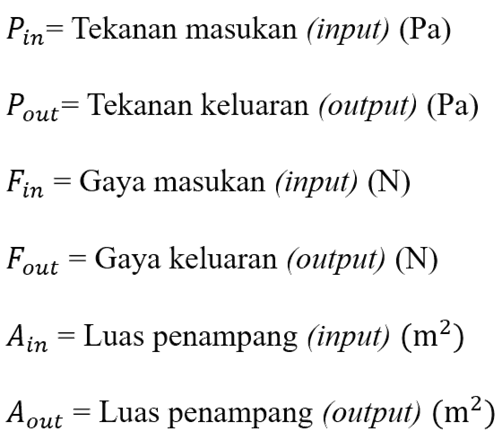 P_in= Tekanan masukan (input) (Pa)
P_out= Tekanan keluaran (output) (Pa)
F_in = Gaya masukan (input) (N)
F_out = Gaya keluaran (output) (N)
A_in = Luas penampang (input) (m²)
A_out = Luas penampang (output) (m²)